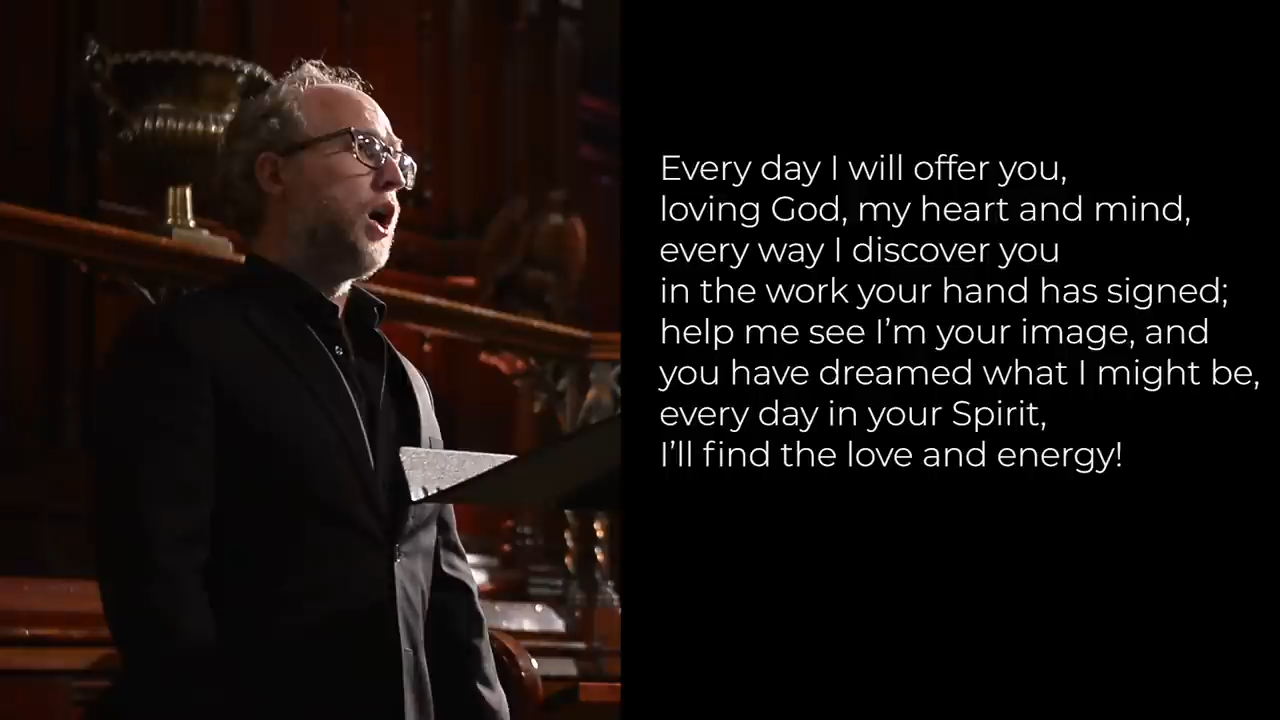 Every day I will offer you,
loving God, my heart and mind,
every way I discover you
in the work your hand has signed;
help me see I’m your image, and
you have dreamed what I might be,
every day in your Spirit,
I’ll find the love and energy!